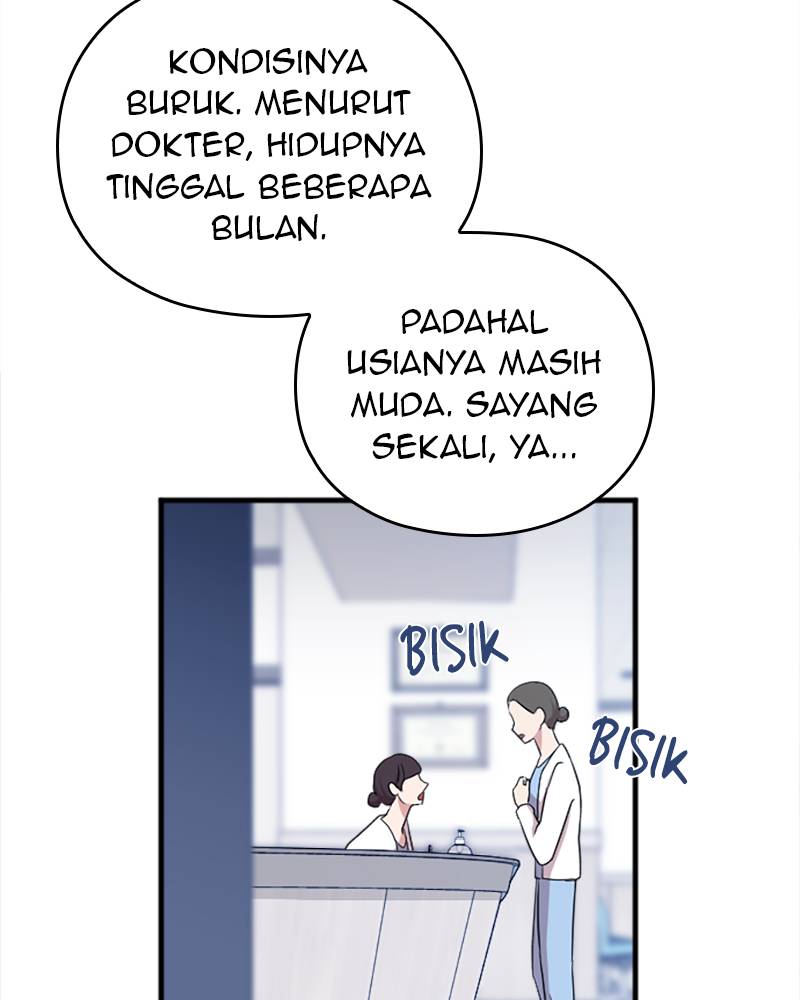 KONDISINYA
BURUK. MENURUT
DOKTER, HIDUPNYA
TINGGAL BEBERAPA
BULAN.
PADAHAL
USIANYA MASIH
MUDA. SAYANG
SEKALI, YA...
BISIK
BISIK